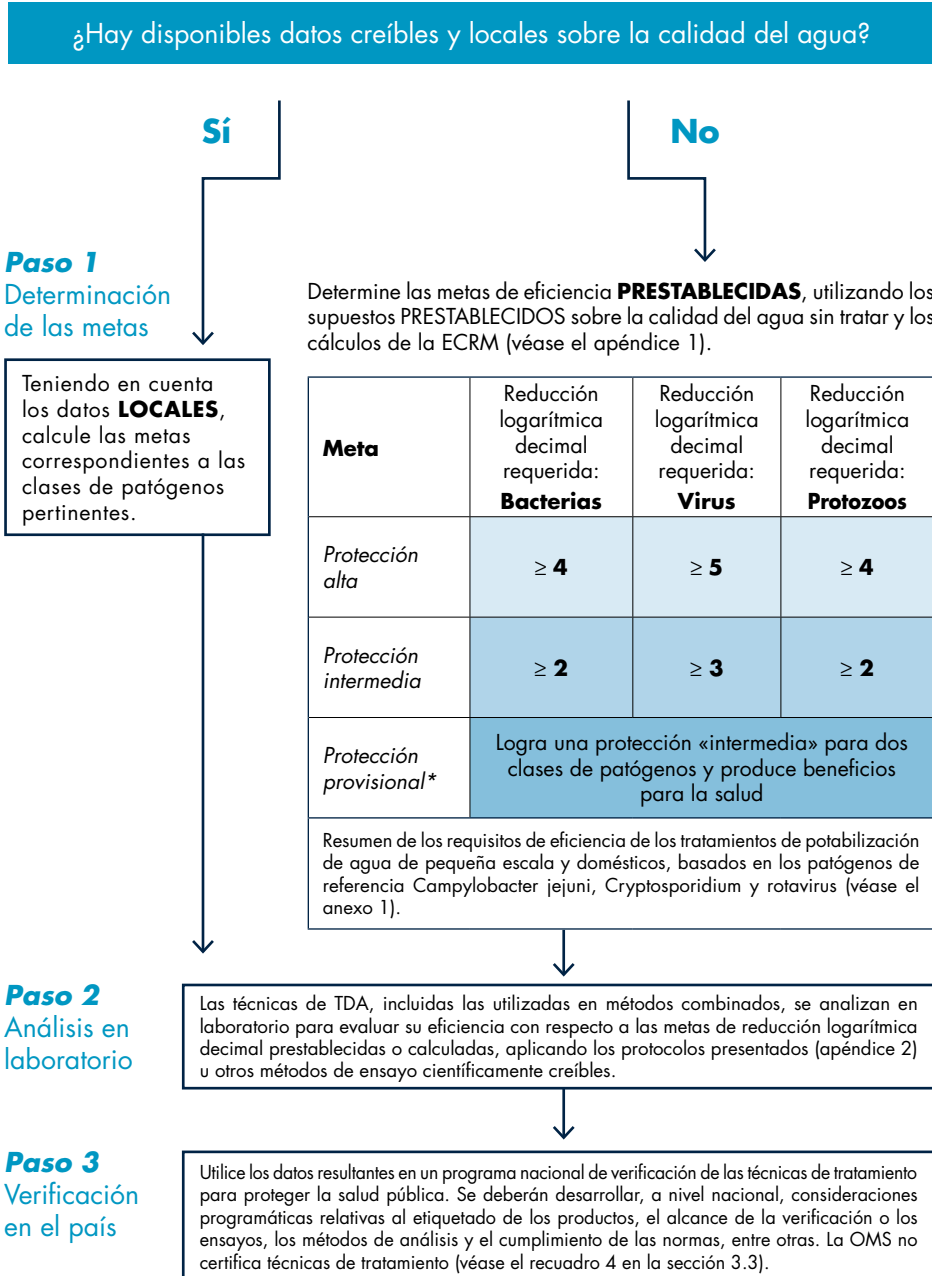 ¿Hay disponibles datos creíbles y locales sobre la calidad del agua?
Sí
No
Paso 1
Determinación
de las metas
Teniendo en cuenta
los datos LOCALES,
calcule las metas
correspondientes a las
clases de patógenos
pertinentes.
Determine las metas de eficiencia PRESTABLECIDAS, utilizando los
supuestos PRESTABLECIDOS sobre la calidad del agua sin tratar y los
cálculos de la ECRM (véase el apéndice 1).
Meta
Reducción
logarítmica
decimal
requerida:
Bacterias
Reducción
logarítmica
decimal
requerida:
Virus
Reducción
logarítmica
decimal
requerida:
Protozoos
Protección
alta
≥ 4
≥ 5
≥ 4
Protección
intermedia
≥ 2
≥ 3
≥ 2
Protección
provisional*
Logra una protección «intermedia» para dos
clases de patógenos y produce beneficios
para la salud
Resumen de los requisitos de eficiencia de los tratamientos de potabilización
de agua de pequeña escala y domésticos, basados en los patógenos de
referencia Campylobacter jejuni, Cryptosporidium y rotavirus (véase el
anexo 1).
Paso 2
Análisis en
laboratorio
Las técnicas de TDA, incluidas las utilizadas en métodos combinados, se analizan en
laboratorio para evaluar su eficiencia con respecto a las metas de reducción logarítmica
decimal prestablecidas o calculadas, aplicando los protocolos presentados (apéndice 2)
u otros métodos de ensayo científicamente creíbles.
Paso 3
Verificación
en el país
Utilice los datos resultantes en un programa nacional de verificación de las técnicas de tratamiento
para proteger la salud pública. Se deberán desarrollar, a nivel nacional, consideraciones
programáticas relativas al etiquetado de los productos, el alcance de la verificación o los
ensayos, los métodos de análisis y el cumplimiento de las normas, entre otras. La OMS no
certifica técnicas de tratamiento (véase el recuadro 4 en la sección 3.3).